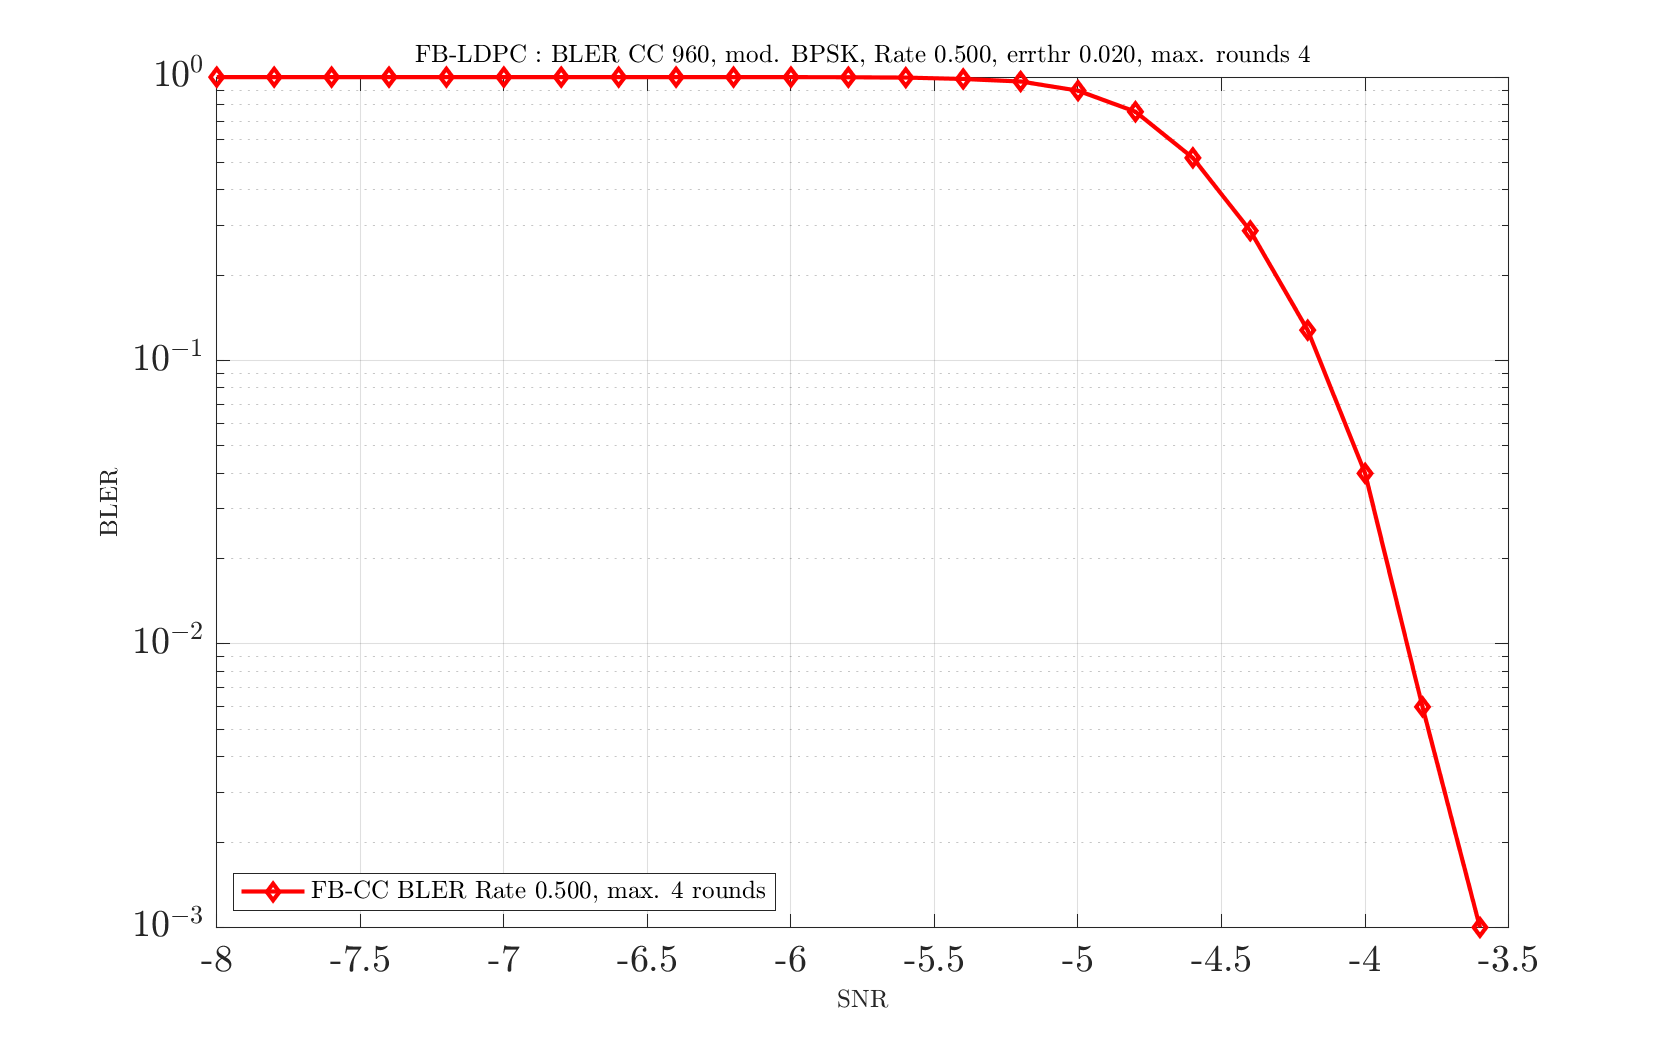 FB-LDPC : BLER CC 960, mod. BPSK, Rate 0.500, errthr 0.020, max. rounds 4
10^0
10^-1
10^-2
10^-3
BLER
FB-CC BLER Rate 0.500, max. 4 rounds
-8 -7.5 -7 -6.5 -6 -5.5 -5 -4.5 -4 -3.5
SNR